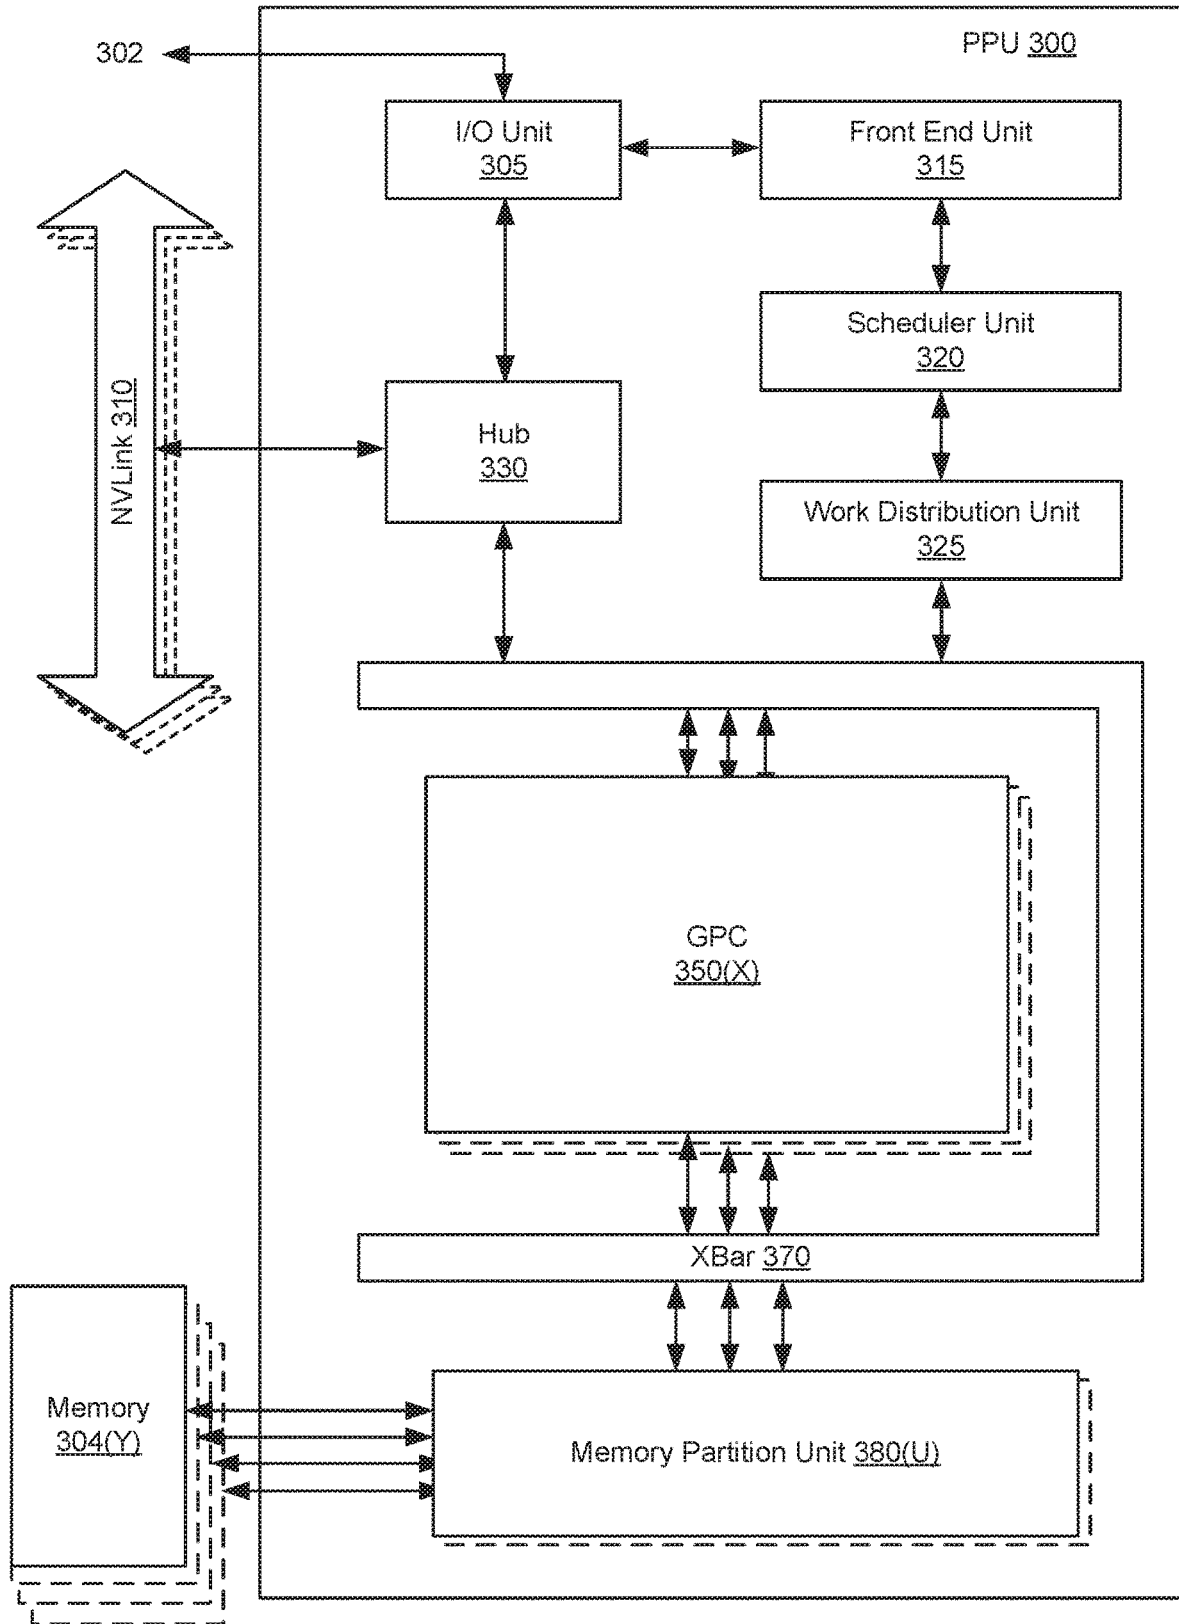 PPU 300
302
I/O Unit
305
Front End Unit
315
Scheduler Unit
320
NVLink 310
Hub
330
Work Distribution Unit
325
GPC
350(X)
XBar 370
Memory
304(Y)
Memory Partition Unit 380(U)